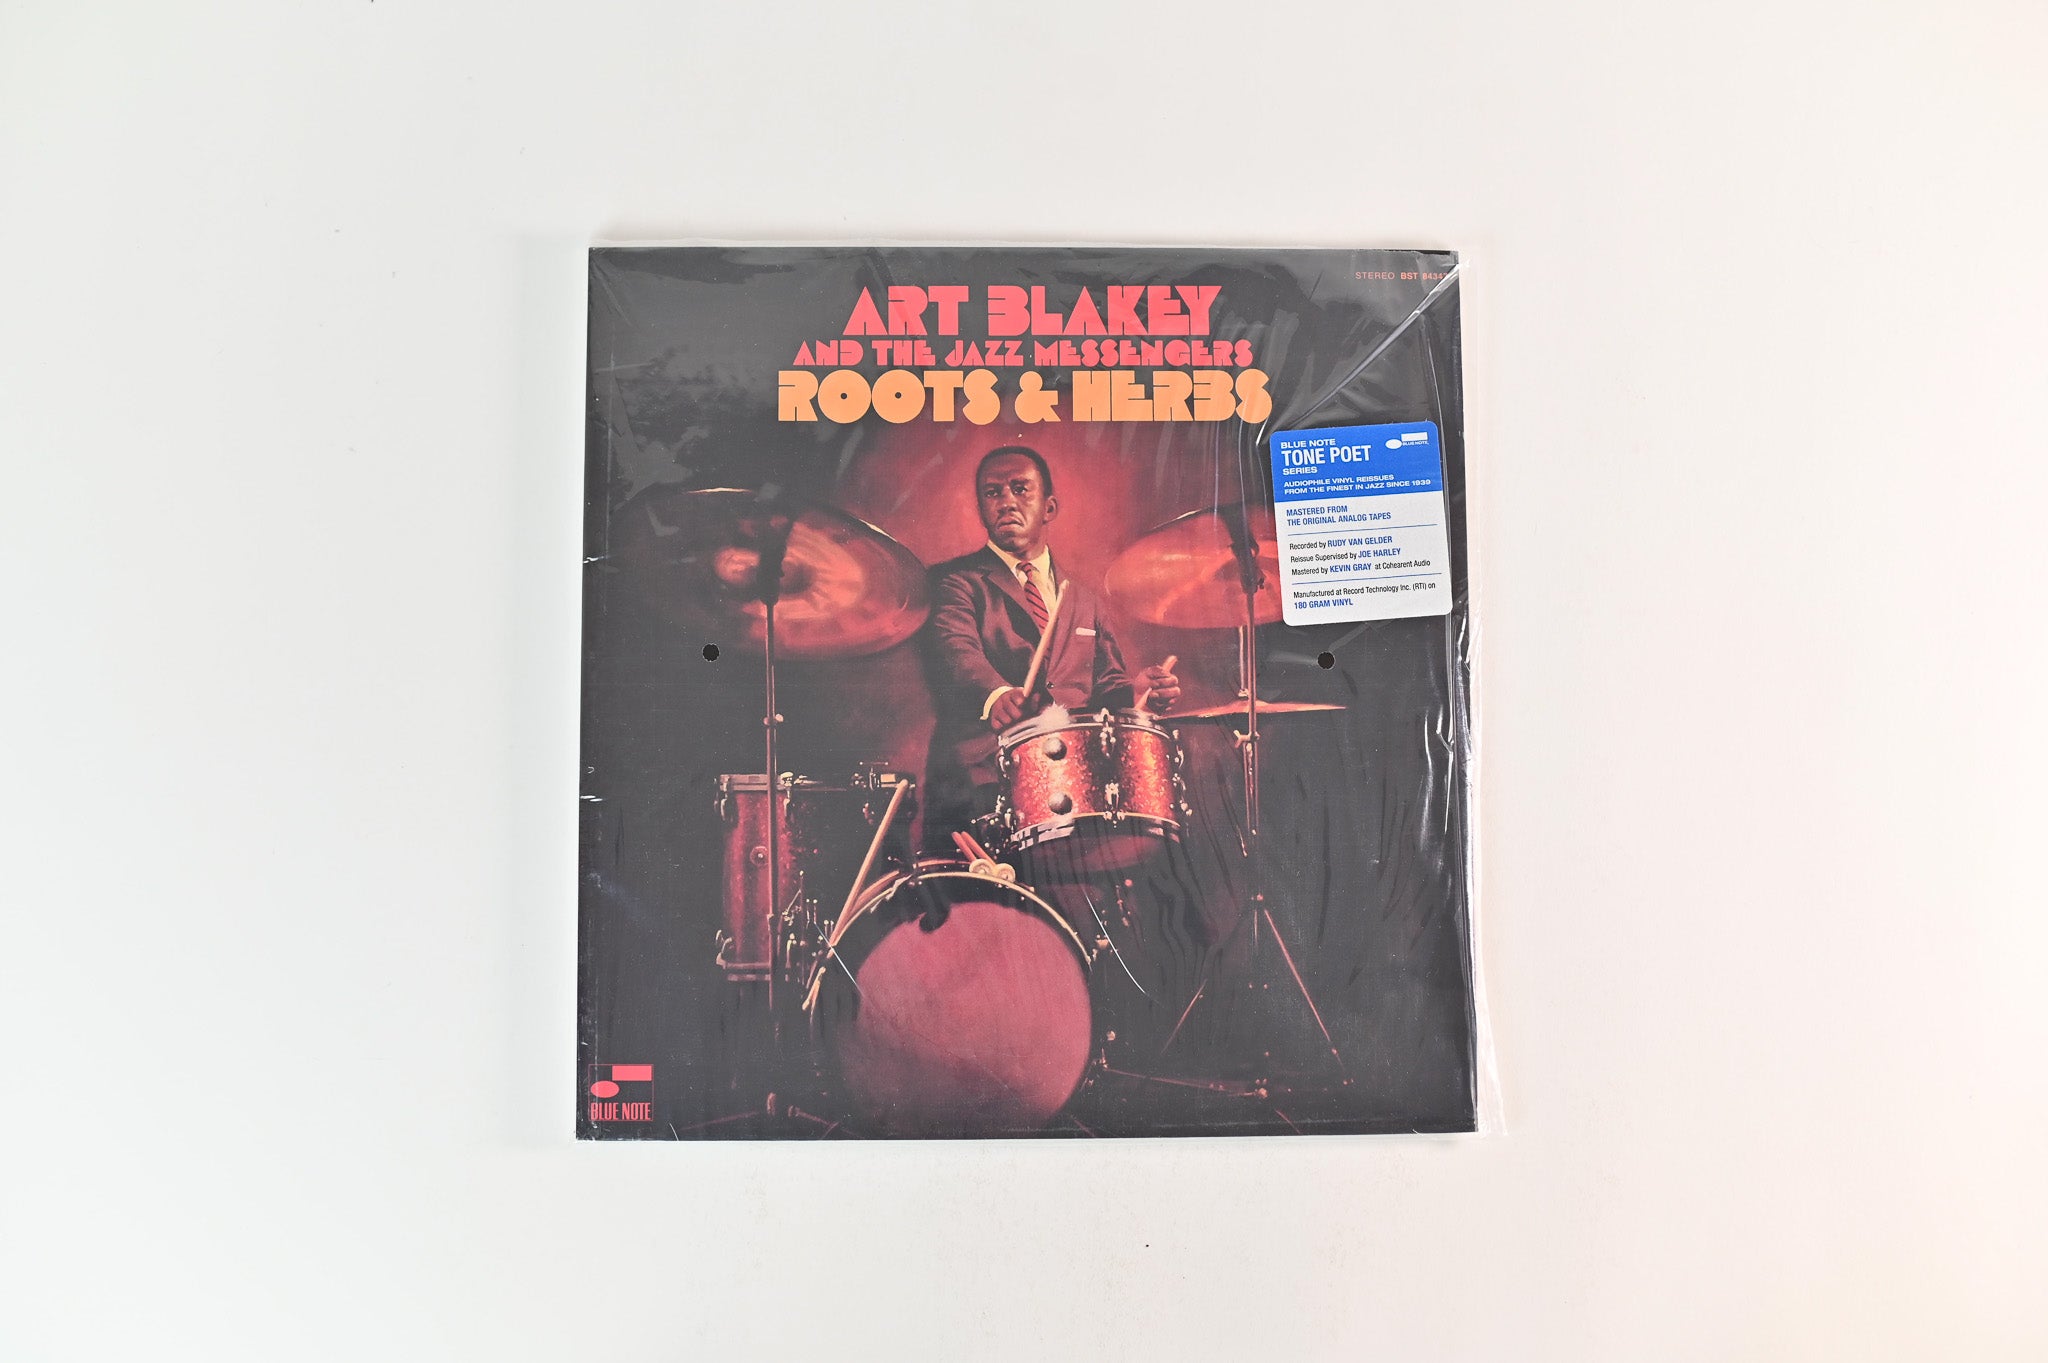 STEREO BST 84347
ART BLAKEY
AND THE JAZZ MESSENGERS
ROOTS & HERBS
BLUE NOTE
TONE POET
SERIES
BLUE NOTE
AUDIOPHILE VINYL REISSUES
FROM THE FINEST IN JAZZ SINCE 1939
MASTERED FROM
THE ORIGINAL ANALOG TAPES
Recorded by RUDY VAN GELDER
Reissue Supervised by JOE HARLEY
Mastered by KEVIN GRAY at Cohearent Audio
Manufactured at Record Technology Inc. (RTI) on
180 GRAM VINYL
BLUE NOTE